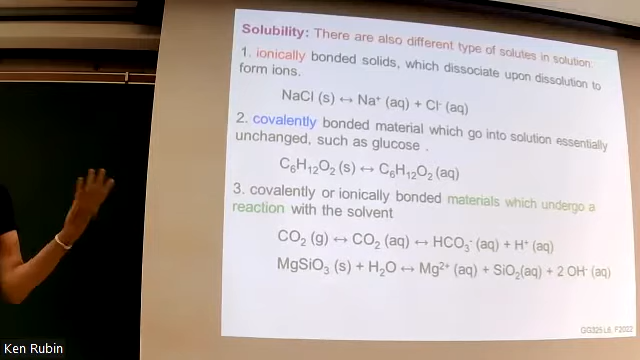 Solubility: There are also different type of solutes in solution:
1. ionically bonded solids, which dissociate upon dissolution to
form ions.
NaCl (s) ↔ Na⁺ (aq) + Cl⁻ (aq)
2. covalently bonded material which go into solution essentially
unchanged, such as glucose .
C₆H₁₂O₂ (s) ↔ C₆H₁₂O₂ (aq)
3. covalently or ionically bonded materials which undergo a
reaction with the solvent
CO₂ (g) ↔ CO₂ (aq) ↔ HCO₃⁻ (aq) + H⁺ (aq)
MgSiO₃ (s) + H₂O ↔ Mg²⁺ (aq) + SiO₂(aq) + 2 OH⁻ (aq)
GG325 L6, F2022
Ken Rubin